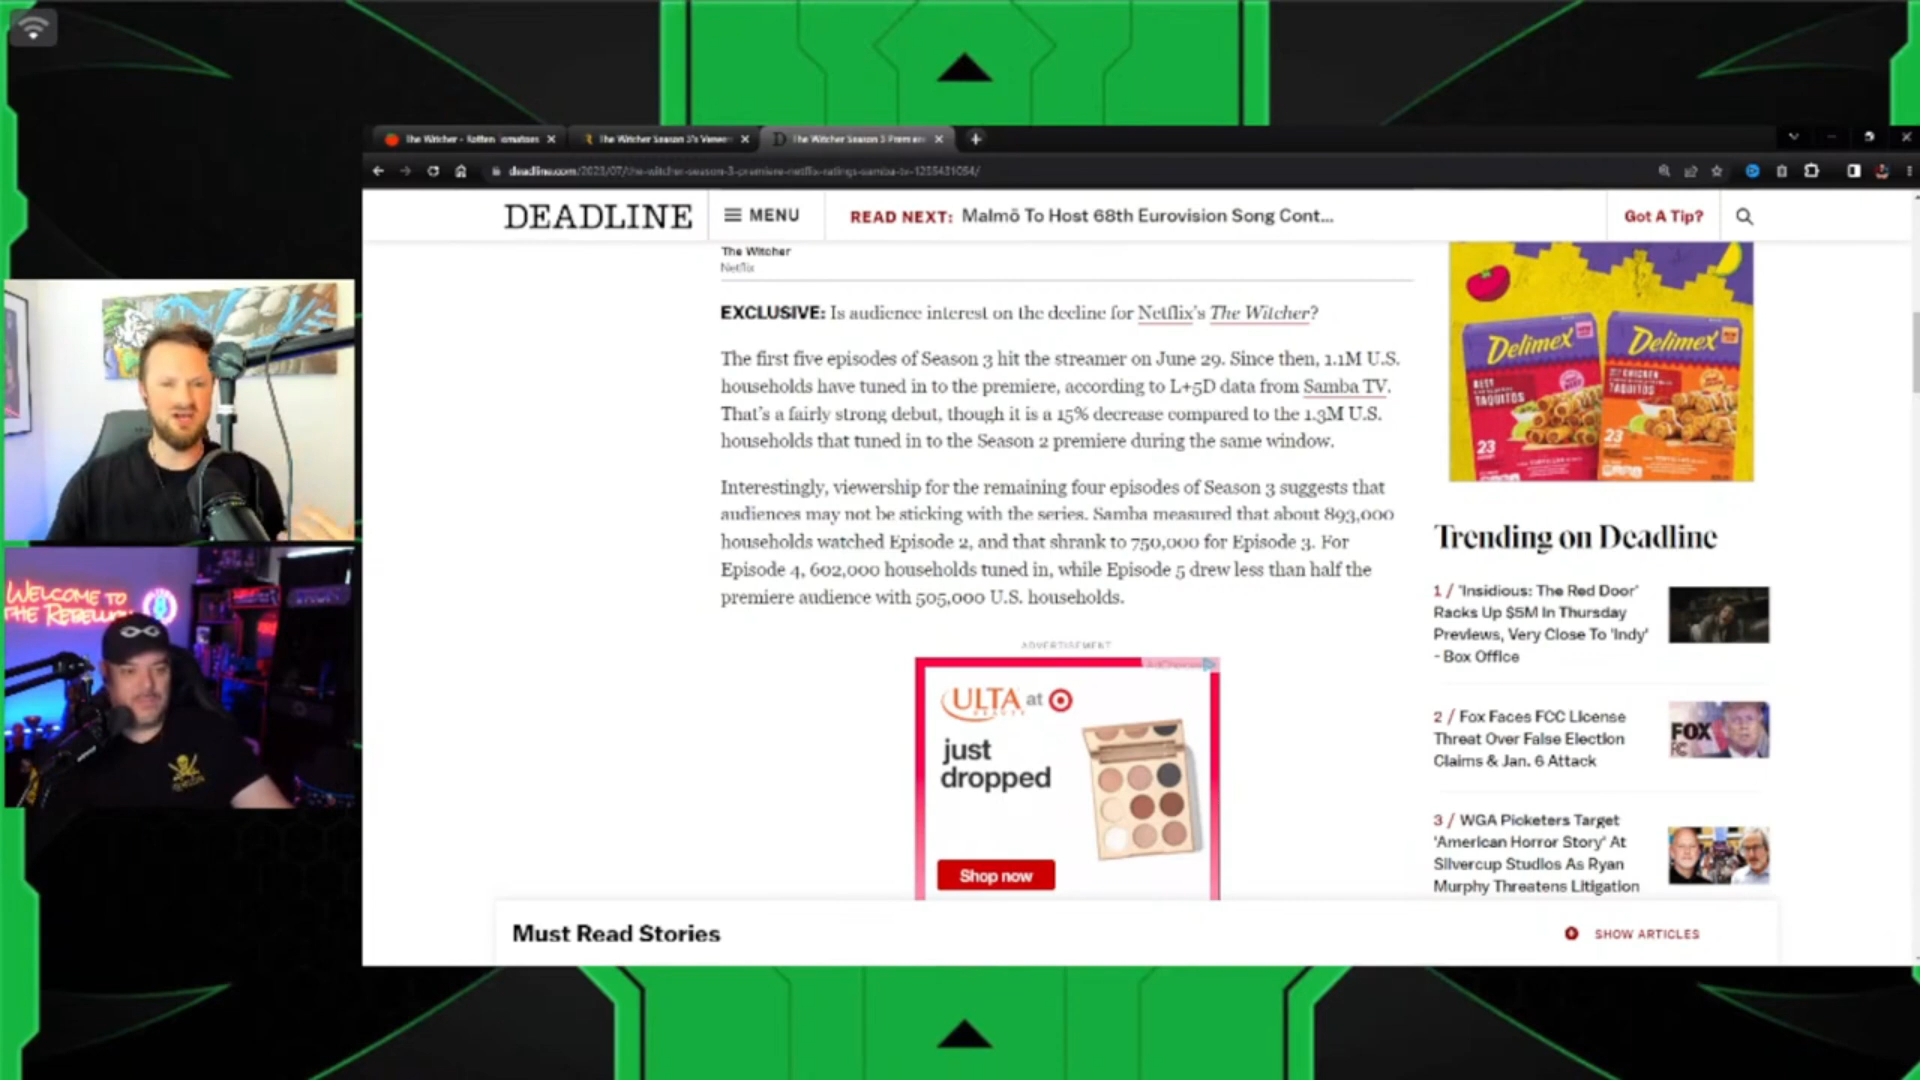 The Witcher - Rotten Tomatoes
The Witcher Season 3's Viewer
The Witcher Season 3 Premiere
deadline.com/2023/07/the-witcher-season-3-premiere-netflix-ratings-samba-tv-1235431054/
DEADLINE
MENU
READ NEXT: Malmö To Host 68th Eurovision Song Cont...
Got A Tip?
The Witcher
Netflix
EXCLUSIVE: Is audience interest on the decline for Netflix's The Witcher?
The first five episodes of Season 3 hit the streamer on June 29. Since then, 1.1M U.S.
households have tuned in to the premiere, according to L+5D data from Samba TV.
That's a fairly strong debut, though it is a 15% decrease compared to the 1.3M U.S.
households that tuned in to the Season 2 premiere during the same window.
Interestingly, viewership for the remaining four episodes of Season 3 suggests that
audiences may not be sticking with the series. Samba measured that about 893,000
households watched Episode 2, and that shrank to 750,000 for Episode 3. For
Episode 4, 602,000 households tuned in, while Episode 5 drew less than half the
premiere audience with 505,000 U.S. households.
ADVERTISEMENT
ULTA at
BEAUTY
just
dropped
Shop now
Delimex
Delimex
BEEF
TAQUITOS
TAQUITOS
23
23
Trending on Deadline
1 / 'Insidious: The Red Door'
Racks Up $5M In Thursday
Previews, Very Close To 'Indy'
- Box Office
2 / Fox Faces FCC License
Threat Over False Election
Claims & Jan. 6 Attack
FOX
3 / WGA Picketers Target
'American Horror Story' At
Silvercup Studios As Ryan
Murphy Threatens Litigation
Must Read Stories
SHOW ARTICLES
WELCOME TO
THE REBELLION